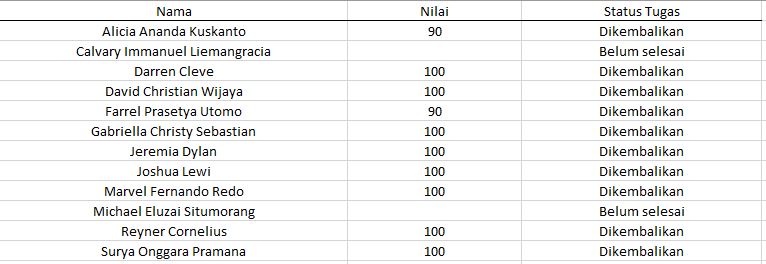 Nama Nilai Status Tugas
Alicia Ananda Kuskanto 90 Dikembalikan
Calvary Immanuel Liemangracia Belum selesai
Darren Cleve 100 Dikembalikan
David Christian Wijaya 100 Dikembalikan
Farrel Prasetya Utomo 90 Dikembalikan
Gabriella Christy Sebastian 100 Dikembalikan
Jeremia Dylan 100 Dikembalikan
Joshua Lewi 100 Dikembalikan
Marvel Fernando Redo 100 Dikembalikan
Michael Eluzai Situmorang Belum selesai
Reyner Cornelius 100 Dikembalikan
Surya Onggara Pramana 100 Dikembalikan